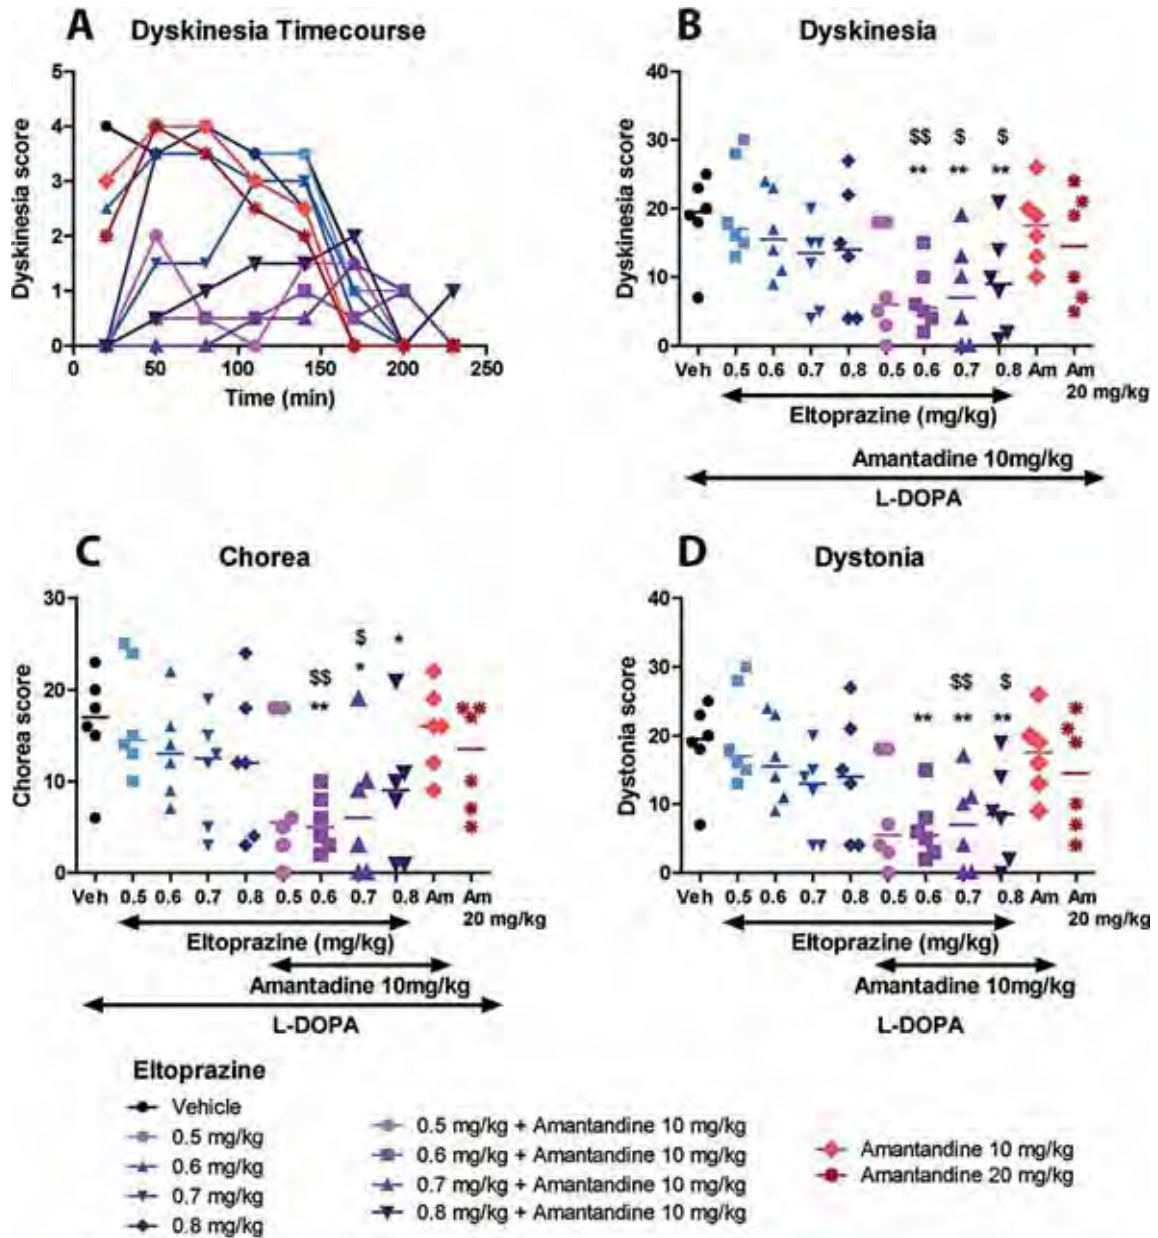 A Dyskinesia Timecourse
Dyskinesia score
5
4
3
2
1
0
0 50 100 150 200 250
Time (min)
B Dyskinesia
Dyskinesia score
40
30
20
10
0
$$ $ $
** ** **
Veh 0.5 0.6 0.7 0.8 0.5 0.6 0.7 0.8 Am Am
20 mg/kg
Eltoprazine (mg/kg)
Amantadine 10mg/kg
L-DOPA
C Chorea
Chorea score
30
20
10
0
$ *
$$ *
**
Veh 0.5 0.6 0.7 0.8 0.5 0.6 0.7 0.8 Am Am
20 mg/kg
Eltoprazine (mg/kg)
Amantadine 10mg/kg
L-DOPA
D Dystonia
Dystonia score
40
30
20
10
0
$$ $
** ** **
Veh 0.5 0.6 0.7 0.8 0.5 0.6 0.7 0.8 Am Am
20 mg/kg
Eltoprazine (mg/kg)
Amantadine 10mg/kg
L-DOPA
Eltoprazine
Vehicle
0.5 mg/kg
0.6 mg/kg
0.7 mg/kg
0.8 mg/kg
0.5 mg/kg + Amantandine 10 mg/kg
0.6 mg/kg + Amantandine 10 mg/kg
0.7 mg/kg + Amantandine 10 mg/kg
0.8 mg/kg + Amantandine 10 mg/kg
Amantandine 10 mg/kg
Amantandine 20 mg/kg